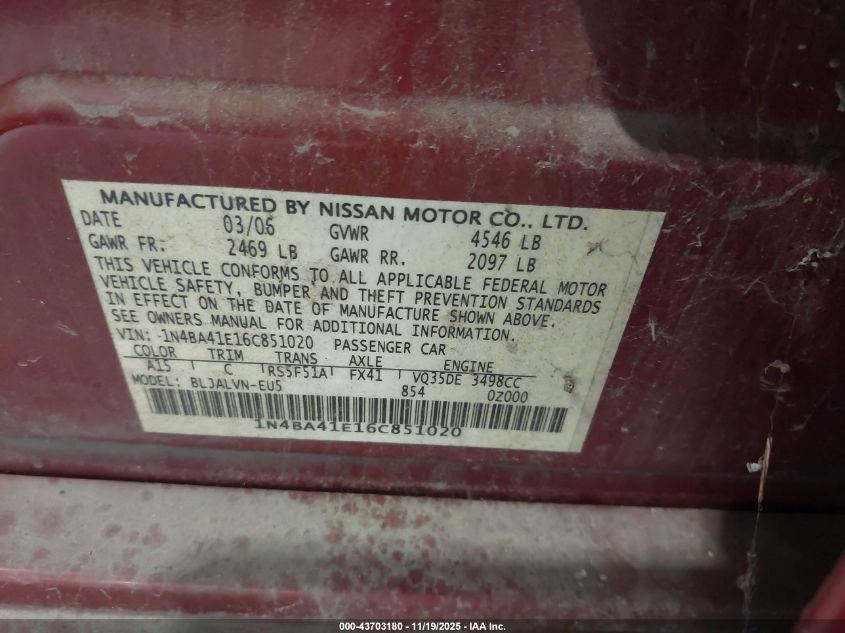 MANUFACTURED BY NISSAN MOTOR CO., LTD.
DATE 03/06 GVWR 4546 LB
GAWR FR: 2469 LB GAWR RR. 2097 LB
THIS VEHICLE CONFORMS TO ALL APPLICABLE FEDERAL MOTOR
VEHICLE SAFETY, BUMPER AND THEFT PREVENTION STANDARDS
IN EFFECT ON THE DATE OF MANUFACTURE SHOWN ABOVE.
SEE OWNERS MANUAL FOR ADDITIONAL INFORMATION.
VIN: 1N4BA41E16C851020 PASSENGER CAR
COLOR TRIM TRANS AXLE ENGINE
A15 C RS5F51A FX41 VQ35DE 3498CC
MODEL: BLJALVN-EU5 854 0Z000
1N4BA41E16C851020
000-43703180 - 11/19/2025 - IAA Inc.